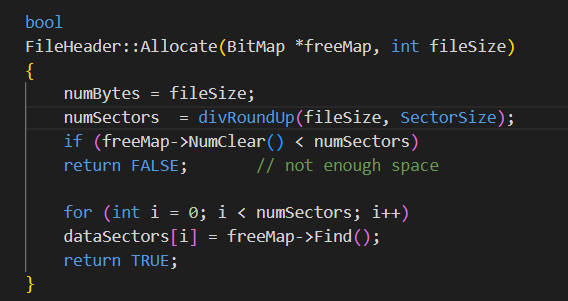 bool
FileHeader::Allocate(BitMap *freeMap, int fileSize)
{
    numBytes = fileSize;
    numSectors  = divRoundUp(fileSize, SectorSize);
    if (freeMap->NumClear() < numSectors)
    return FALSE;       // not enough space

    for (int i = 0; i < numSectors; i++)
    dataSectors[i] = freeMap->Find();
    return TRUE;
}